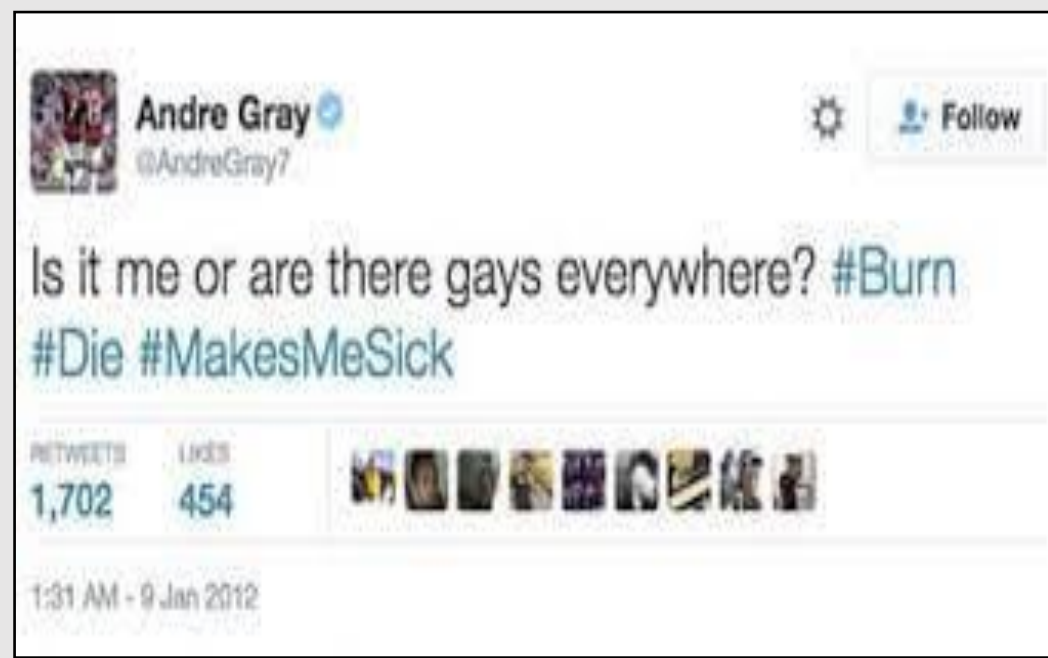 Andre Gray
@AndreGray7
Follow
Is it me or are there gays everywhere? #Burn
#Die #MakesMeSick
RETWEETS LIKES
1,702 454
1:31 AM - 9 Jan 2012